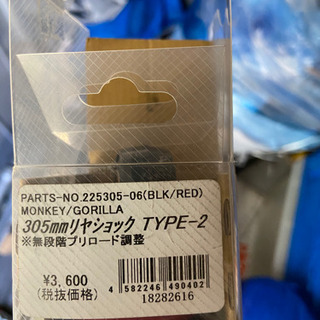 PARTS-NO.225305-06(BLK/RED)
MONKEY/GORILLA
305mmリヤショック TYPE-2
※無段階プリロード調整
¥3,600
(税抜価格)
4 582246 490402
18282616